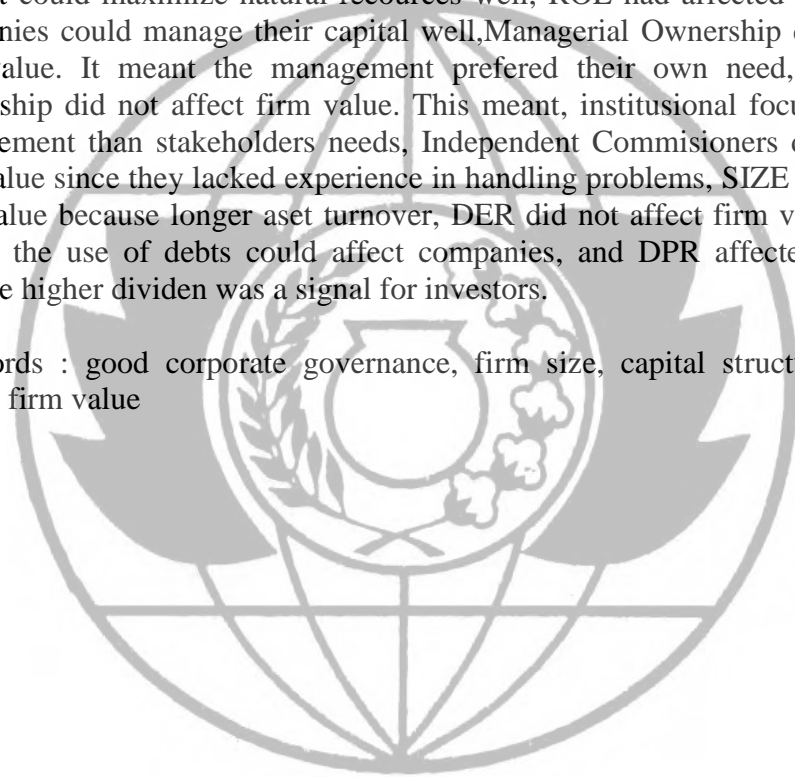 could maximize natural recources well, ROE had affected
nies could manage their capital well,Managerial Ownership
value. It meant the management prefered their own need,
ship did not affect firm value. This meant, institusional focu
ement than stakeholders needs, Independent Commisioners
alue since they lacked experience in handling problems, SIZE
alue because longer aset turnover, DER did not affect firm v
the use of debts could affect companies, and DPR affecte
e higher dividen was a signal for investors.
ords : good corporate governance, firm size, capital struct
firm value